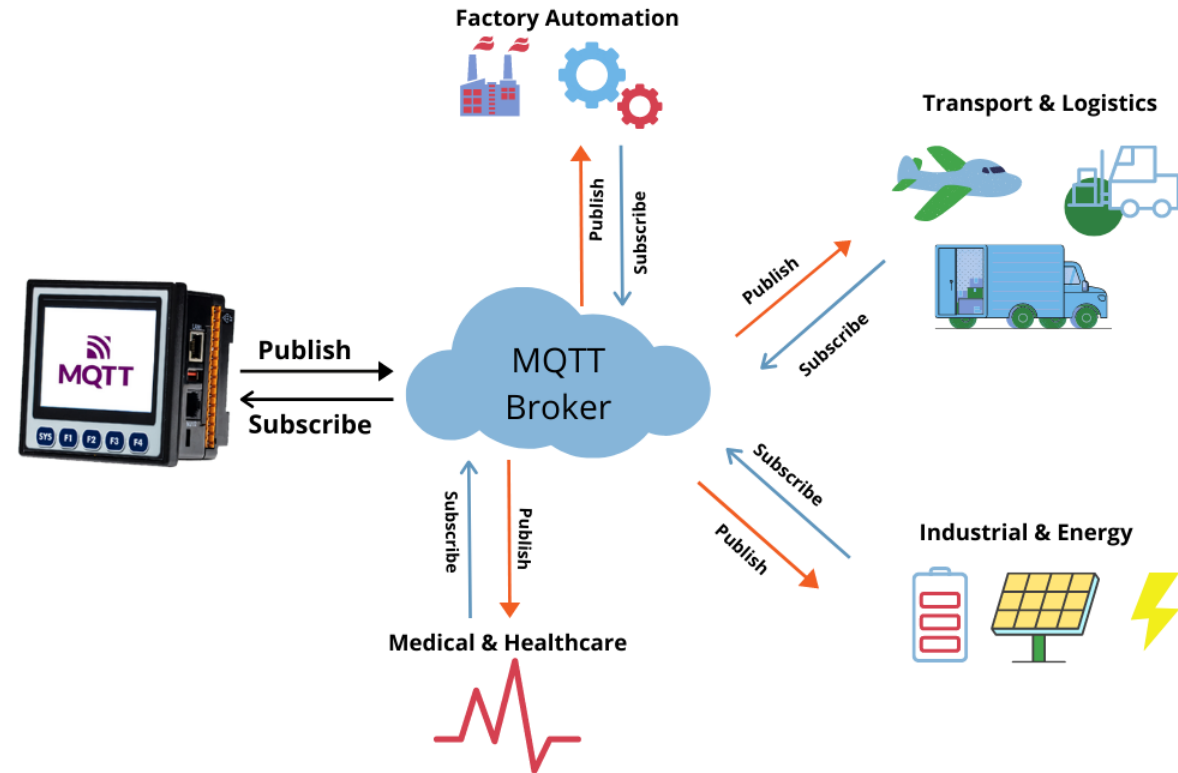 Factory Automation
Transport & Logistics
Publish
Subscribe
Publish
Subscribe
MQTT
SYS F1 F2 F3 F4
Publish
Subscribe
MQTT
Broker
Subscribe
Publish
Subscribe
Publish
Industrial & Energy
Medical & Healthcare